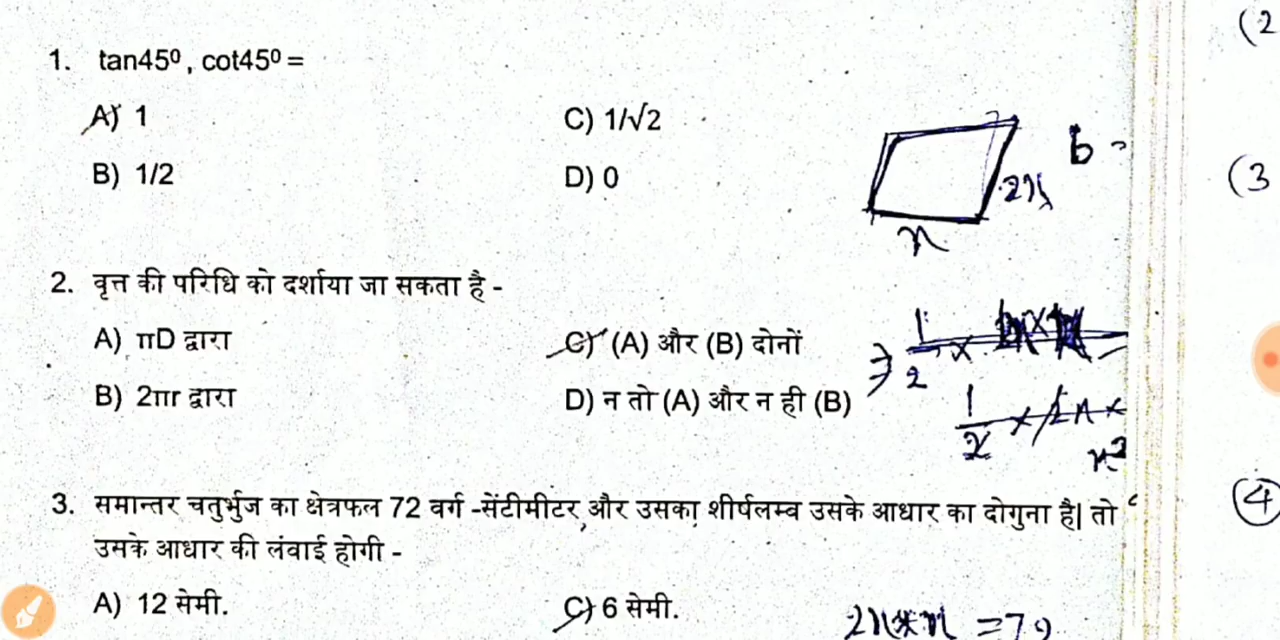 1. tan45⁰ , cot45⁰ =
A) 1
C) 1/√2
B) 1/2
D) 0
2. वृत्त की परिधि को दर्शाया जा सकता है -
A) πD द्वारा
C) (A) और (B) दोनों
B) 2πr द्वारा
D) न तो (A) और न ही (B)
3. समान्तर चतुर्भुज का क्षेत्रफल 72 वर्ग -सेंटीमीटर और उसका शीर्षलम्ब उसके आधार का दोगुना है| तो
उसके आधार की लंवाई होगी -
A) 12 सेमी.
C) 6 सेमी.
b
(2
(3
4